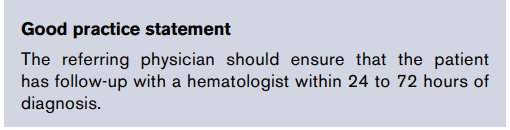 Good practice statement
The referring physician should ensure that the patient
has follow-up with a hematologist within 24 to 72 hours of
diagnosis.